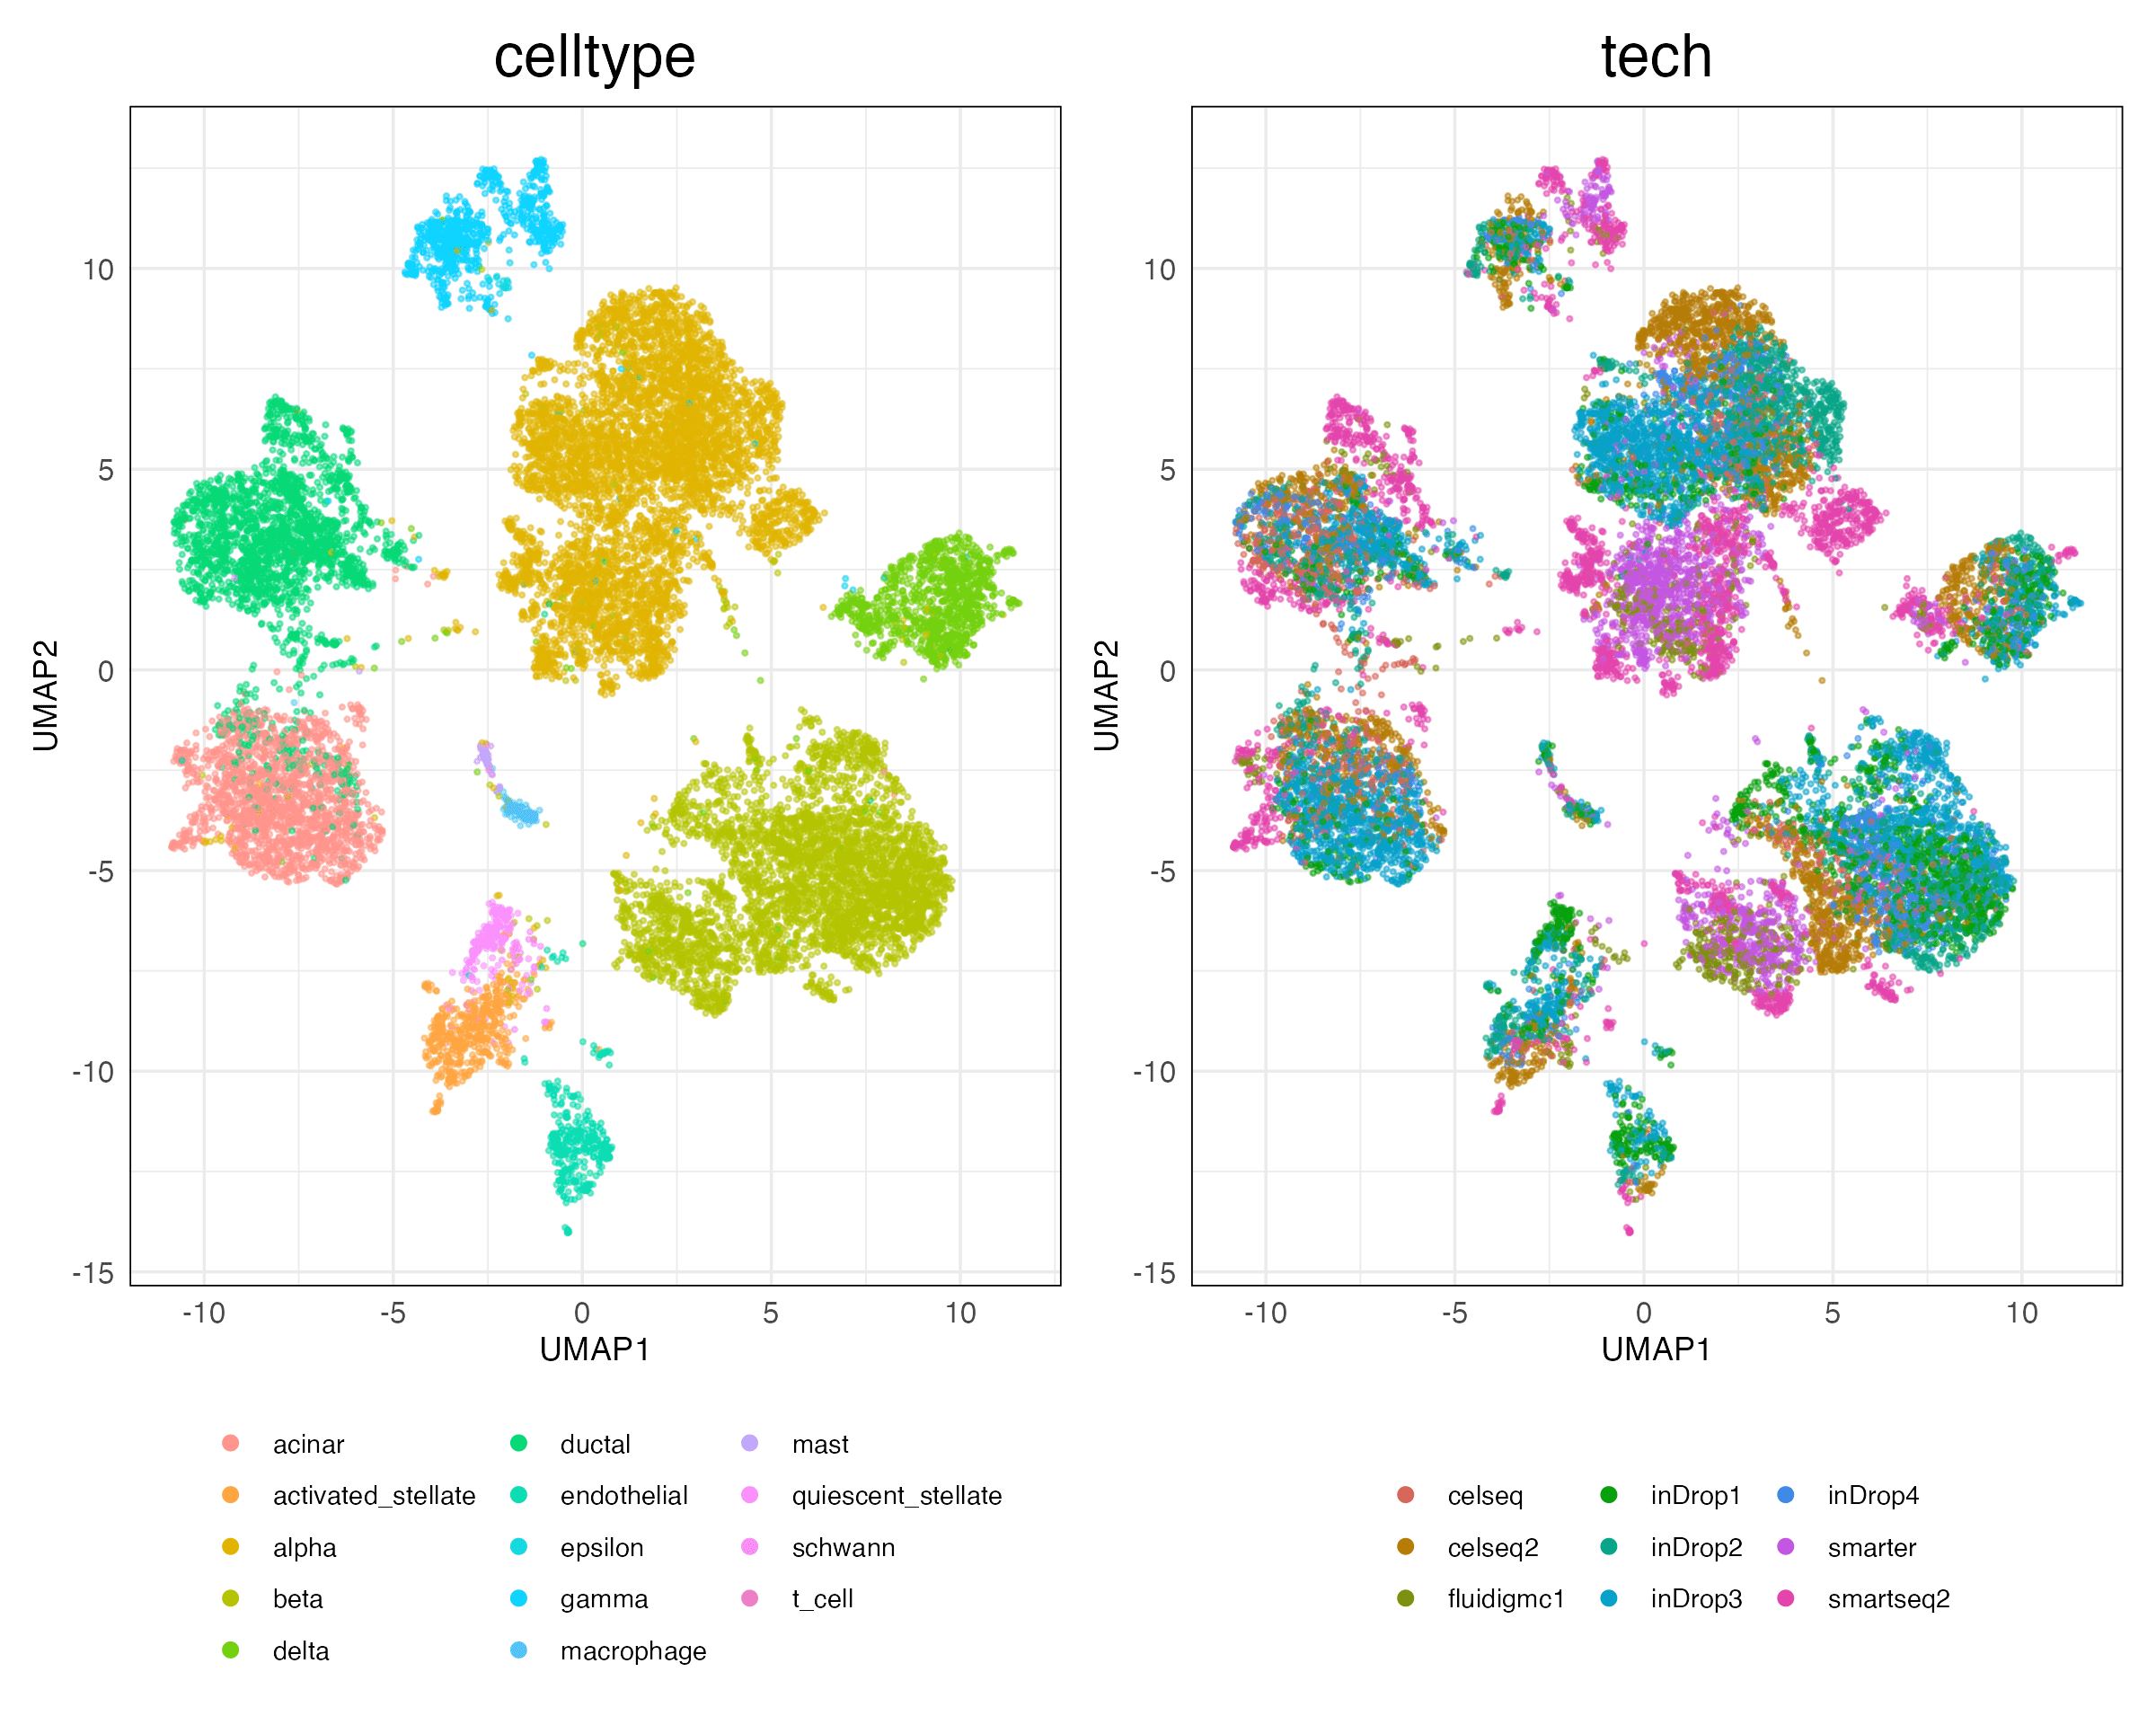 celltype
tech
UMAP2
10
5
0
-5
-10
-15
-10 -5 0 5 10
UMAP1
UMAP2
10
5
0
-5
-10
-15
-10 -5 0 5 10
UMAP1
acinar
activated_stellate
alpha
beta
delta
ductal
endothelial
epsilon
gamma
macrophage
mast
quiescent_stellate
schwann
t_cell
celseq
celseq2
fluidigmc1
inDrop1
inDrop2
inDrop3
inDrop4
smarter
smartseq2